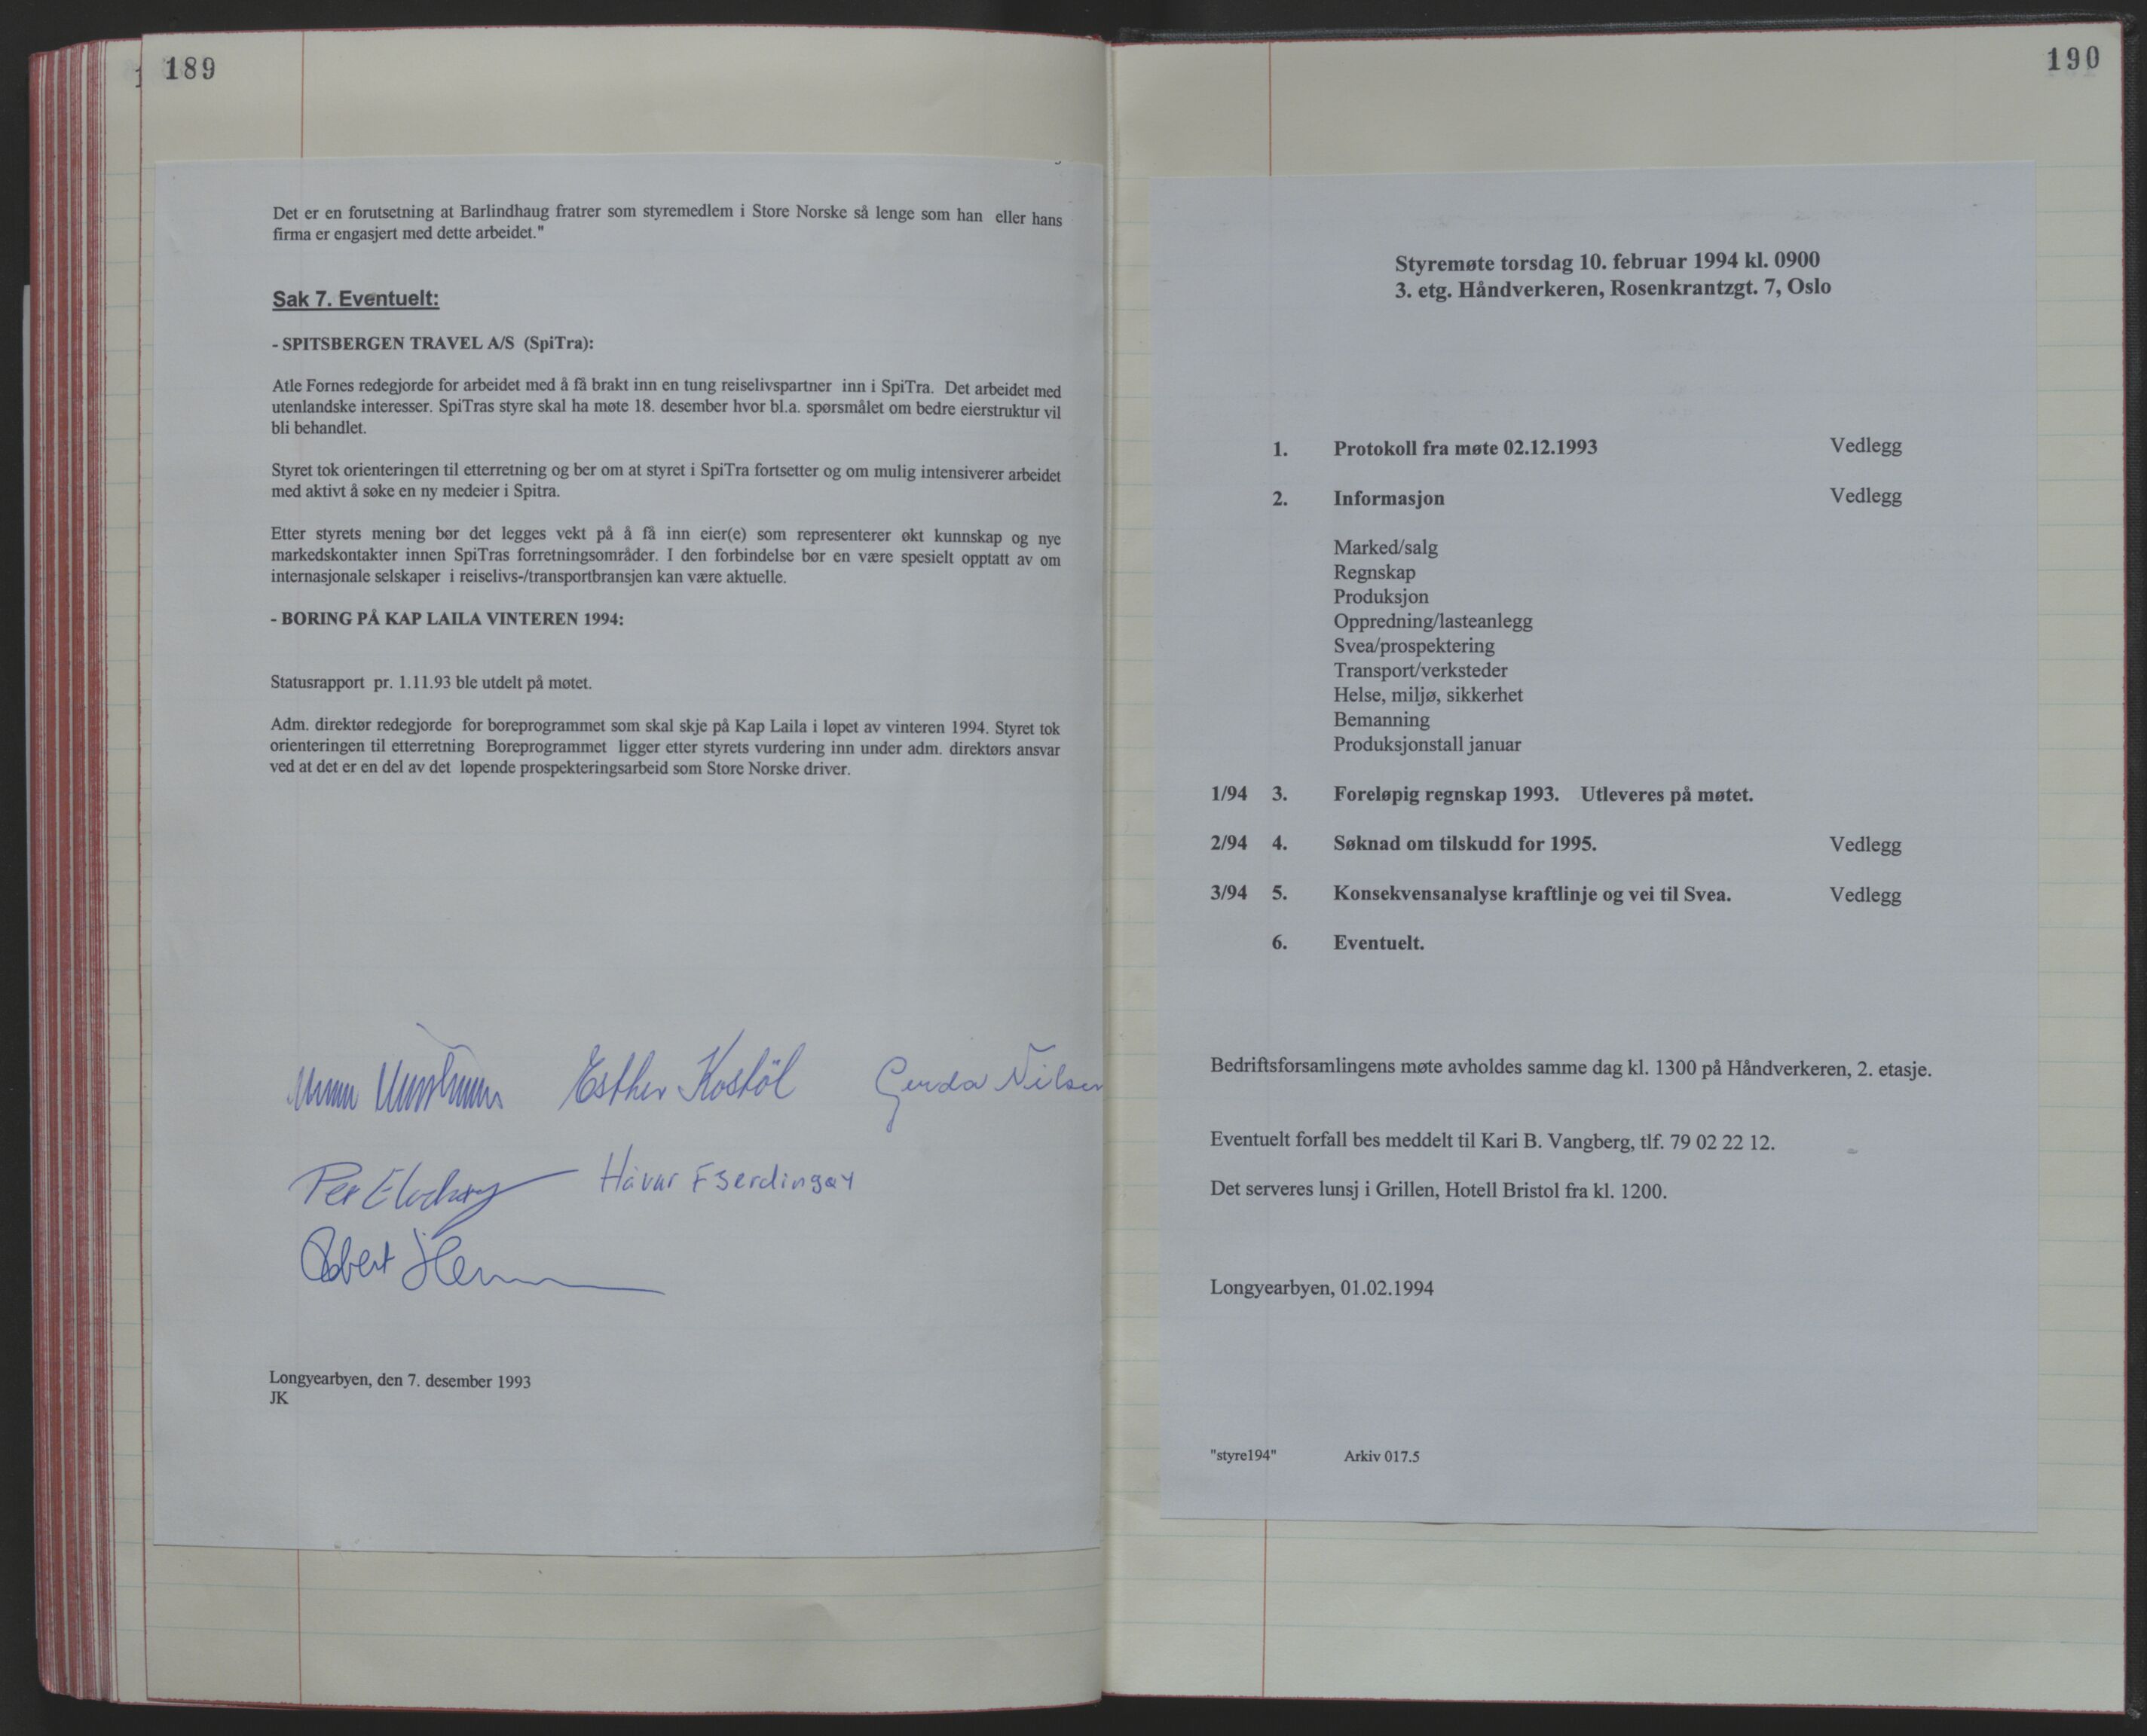 189
Det er en forutsetning at Barlindhaug fratrer som styremedlem i Store Norske så lenge som han eller hans
firma er engasjert med dette arbeidet."
Sak 7. Eventuelt:
- SPITSBERGEN TRAVEL A/S (SpiTra):
Atle Fornes redegjorde for arbeidet med å få brakt inn en tung reiselivspartner inn i SpiTra. Det arbeidet med
utenlandske interesser. SpiTras styre skal ha møte 18. desember hvor bl.a. spørsmålet om bedre eierstruktur vil
bli behandlet.
Styret tok orienteringen til etterretning og ber om at styret i SpiTra fortsetter og om mulig intensiverer arbeidet
med aktivt å søke en ny medeier i Spitra.
Etter styrets mening bør det legges vekt på å få inn eier(e) som representerer økt kunnskap og nye
markedskontakter innen SpiTras forretningsområder. I den forbindelse bør en være spesielt opptatt av om
internasjonale selskaper i reiselivs-/transportbransjen kan være aktuelle.
- BORING PÅ KAP LAILA VINTEREN 1994:
Statusrapport pr. 1.11.93 ble utdelt på møtet.
Adm. direktør redegjorde for boreprogrammet som skal skje på Kap Laila i løpet av vinteren 1994. Styret tok
orienteringen til etterretning Boreprogrammet ligger etter styrets vurdering inn under adm. direktørs ansvar
ved at det er en del av det løpende prospekteringsarbeid som Store Norske driver.
Esther Kostöl Gerda Nilsen
Per Håvar
Robert
Longyearbyen, den 7. desember 1993
JK
190
Styremøte torsdag 10. februar 1994 kl. 0900
3. etg. Håndverkeren, Rosenkrantzgt. 7, Oslo
1. Protokoll fra møte 02.12.1993 Vedlegg
2. Informasjon Vedlegg
Marked/salg
Regnskap
Produksjon
Oppredning/lasteanlegg
Svea/prospektering
Transport/verksteder
Helse, miljø, sikkerhet
Bemanning
Produksjonstall januar
1/94 3. Foreløpig regnskap 1993. Utleveres på møtet.
2/94 4. Søknad om tilskudd for 1995. Vedlegg
3/94 5. Konsekvensanalyse kraftlinje og vei til Svea. Vedlegg
6. Eventuelt.
Bedriftsforsamlingens møte avholdes samme dag kl. 1300 på Håndverkeren, 2. etasje.
Eventuelt forfall bes meddelt til Kari B. Vangberg, tlf. 79 02 22 12.
Det serveres lunsj i Grillen, Hotell Bristol fra kl. 1200.
Longyearbyen, 01.02.1994
"styre194" Arkiv 017.5